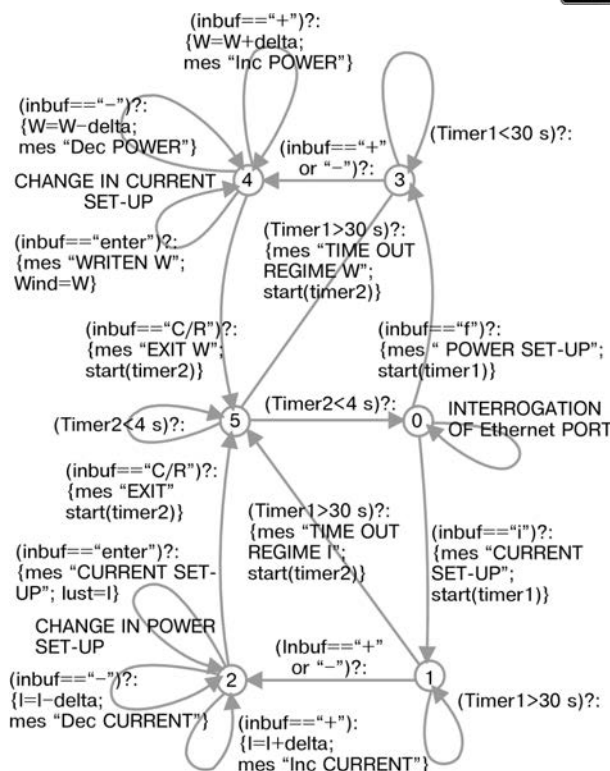 (inbuf==“+”)?:
{W=W+delta;
mes “Inc POWER”}
(inbuf==“−”)?:
{W=W−delta;
mes “Dec POWER”}
(Timer1<30 s)?:
(inbuf==“+”
or “−”)?:
4
3
CHANGE IN CURRENT
SET-UP
(inbuf==“enter”)?:
{mes “WRITEN W”;
Wind=W}
(Timer1>30 s)?:
{mes “TIME OUT
REGIME W”;
start(timer2)}
(inbuf==“C/R”)?:
{mes “EXIT W”;
start(timer2)}
(inbuf==“f”)?:
{mes “ POWER SET-UP”;
start(timer1)}
(Timer2<4 s)?:
5
(Timer2<4 s)?:
0
INTERROGATION
OF Ethernet PORT
(inbuf==“C/R”)?:
{mes “EXIT”
start(timer2)}
(Timer1>30 s)?:
{mes “TIME OUT
REGIME I”;
start(timer2)}
(inbuf==“i”)?:
{mes “CURRENT
SET-UP”;
start(timer1)}
(inbuf==“enter”)?:
{mes “CURRENT SET-
UP”; Iust=I}
CHANGE IN POWER
SET-UP
(Inbuf==“+”
or “−”)?:
2
1
(inbuf==“−”)?:
{I=I−delta;
mes “Dec CURRENT”}
(inbuf==“+”):
{I=I+delta;
mes “Inc CURRENT”}
(Timer1>30 s)?: